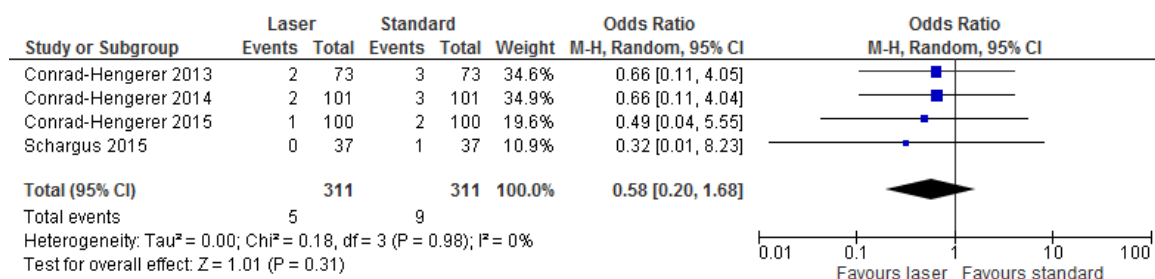 Laser Standard Odds Ratio Odds Ratio
Study or Subgroup Events Total Events Total Weight M-H, Random, 95% CI M-H, Random, 95% CI
Conrad-Hengerer 2013 2 73 3 73 34.6% 0.66 [0.11, 4.05]
Conrad-Hengerer 2014 2 101 3 101 34.9% 0.66 [0.11, 4.04]
Conrad-Hengerer 2015 1 100 2 100 19.6% 0.49 [0.04, 5.55]
Schargus 2015 0 37 1 37 10.9% 0.32 [0.01, 8.23]
Total (95% CI) 311 311 100.0% 0.58 [0.20, 1.68]
Total events 5 9
Heterogeneity: Tau² = 0.00; Chi² = 0.18, df = 3 (P = 0.98); I² = 0%
Test for overall effect: Z = 1.01 (P = 0.31)
0.01 0.1 1 10 100
Favours laser Favours standard